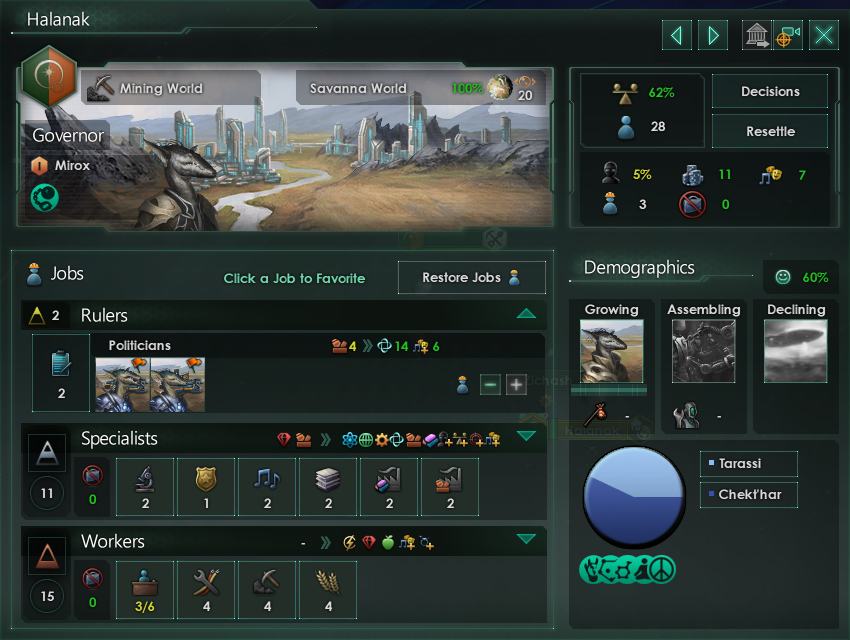 Halanak
Mining World
Savanna World
100%
20
Governor
I Mirox
62%
28
Decisions
Resettle
5%
11
7
3
0
Jobs
Click a Job to Favorite
Restore Jobs
2 Rulers
Politicians
4
14
6
2
Specialists
11
0
2
1
2
2
2
2
Workers
-
15
0
3/6
4
4
4
Demographics
60%
Growing
Assembling
Declining
-
-
Tarassi
Chekt'har